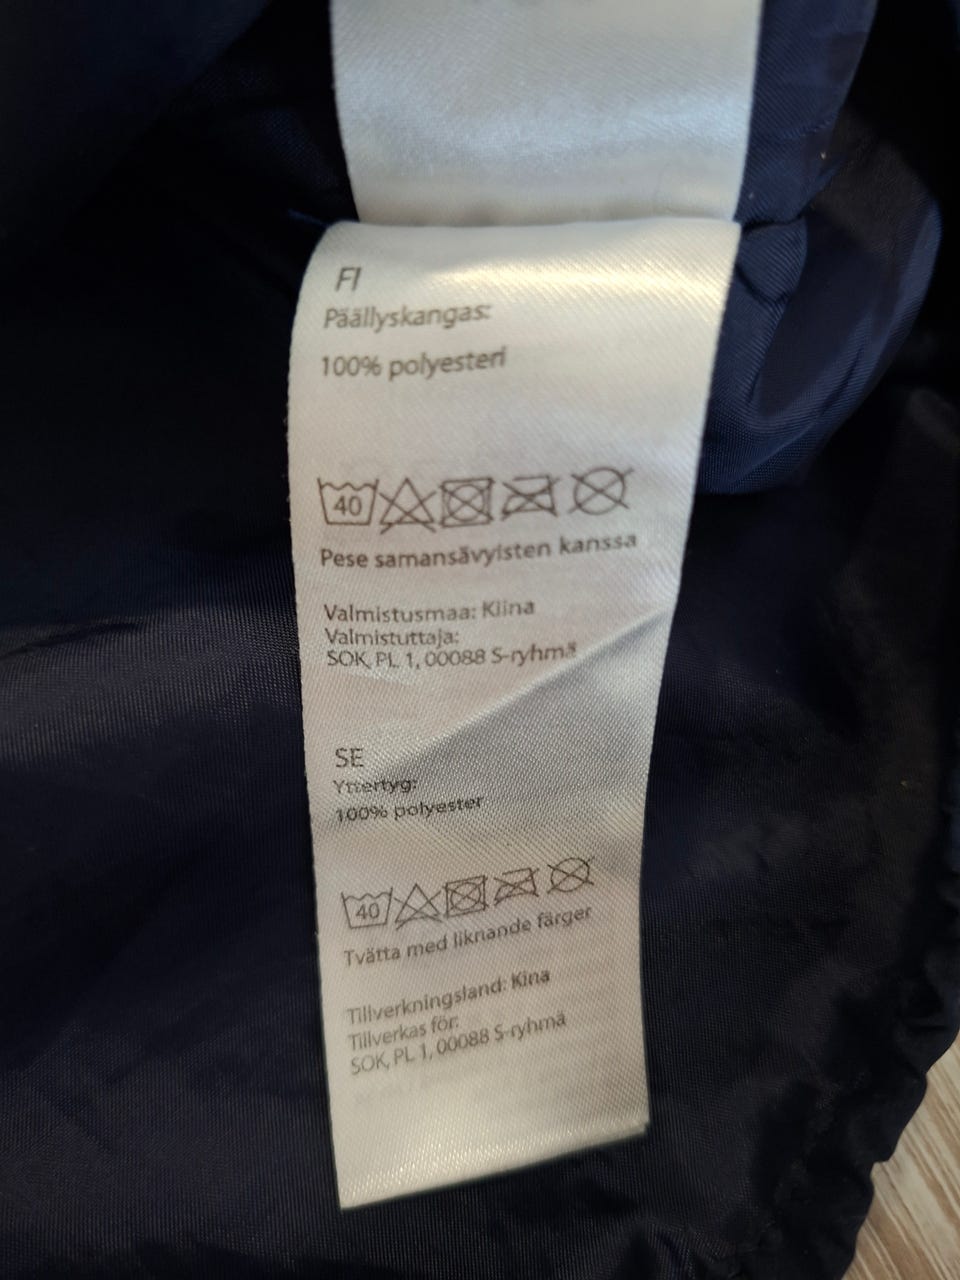 FI
Päällyskangas:
100% polyesteri
40
Pese samansävyisten kanssa
Valmistusmaa: Kiina
Valmistuttaja:
SOK, PL 1, 00088 S-ryhmä
SE
Yttertyg:
100% polyester
40
Tvätta med liknande färger
Tillverkningsland: Kina
Tillverkas för:
SOK, PL 1, 00088 S-ryhmä